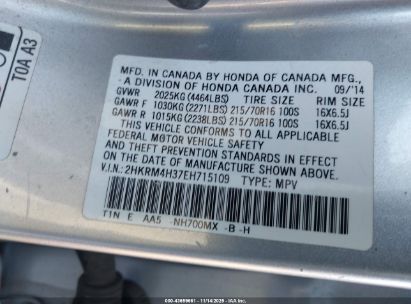 TOA A3
MFD. IN CANADA BY HONDA OF CANADA MFG.,
A DIVISION OF HONDA CANADA INC. 09/'14
GVWR 2025KG (4464LBS) TIRE SIZE RIM SIZE
GAWR F 1030KG (2271LBS) 215/70R16 100S 16X6.5J
GAWR R 1015KG (2238LBS) 215/70R16 100S 16X6.5J
THIS VEHICLE CONFORMS TO ALL APPLICABLE
FEDERAL MOTOR VEHICLE SAFETY
AND THEFT PREVENTION STANDARDS IN EFFECT
ON THE DATE OF MANUFACTURE SHOWN ABOVE.
V.I.N.: 2HKRM4H37EH715109 TYPE: MPV
TIN E AA5 -NH700MX -B -H